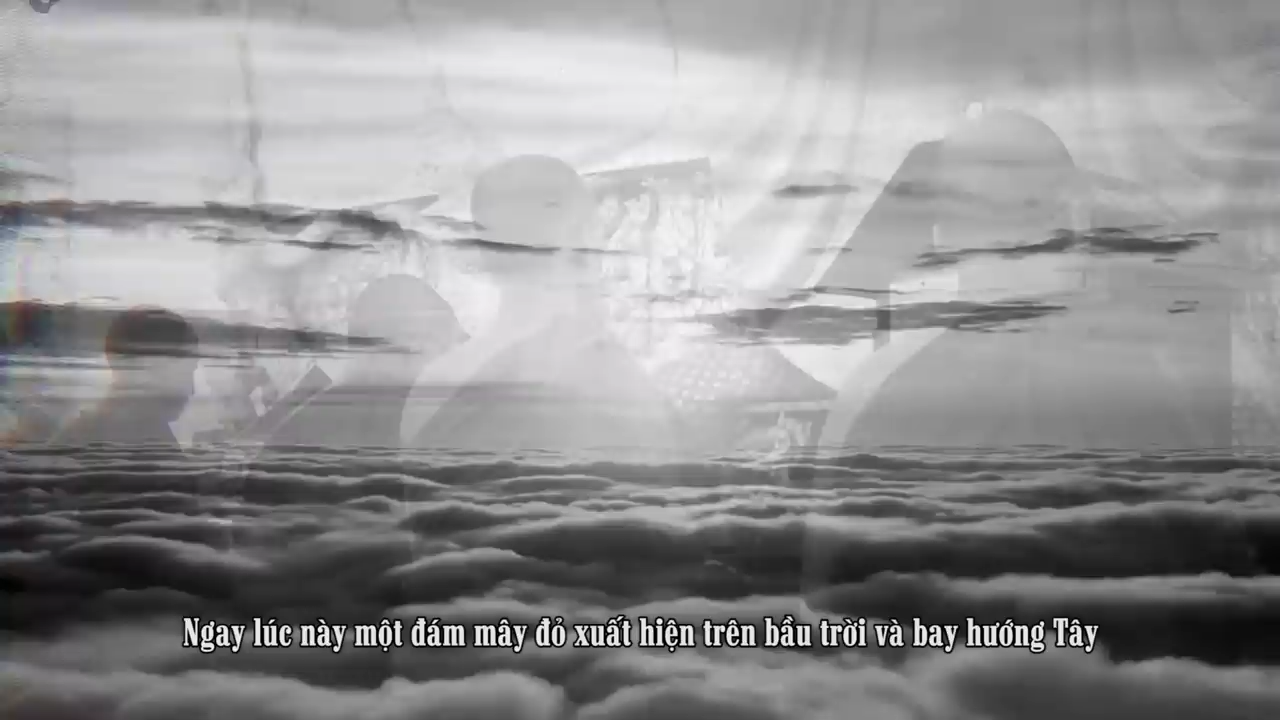 Ngay lúc này một đám mây đỏ xuất hiện trên bầu trời và bay hướng Tây